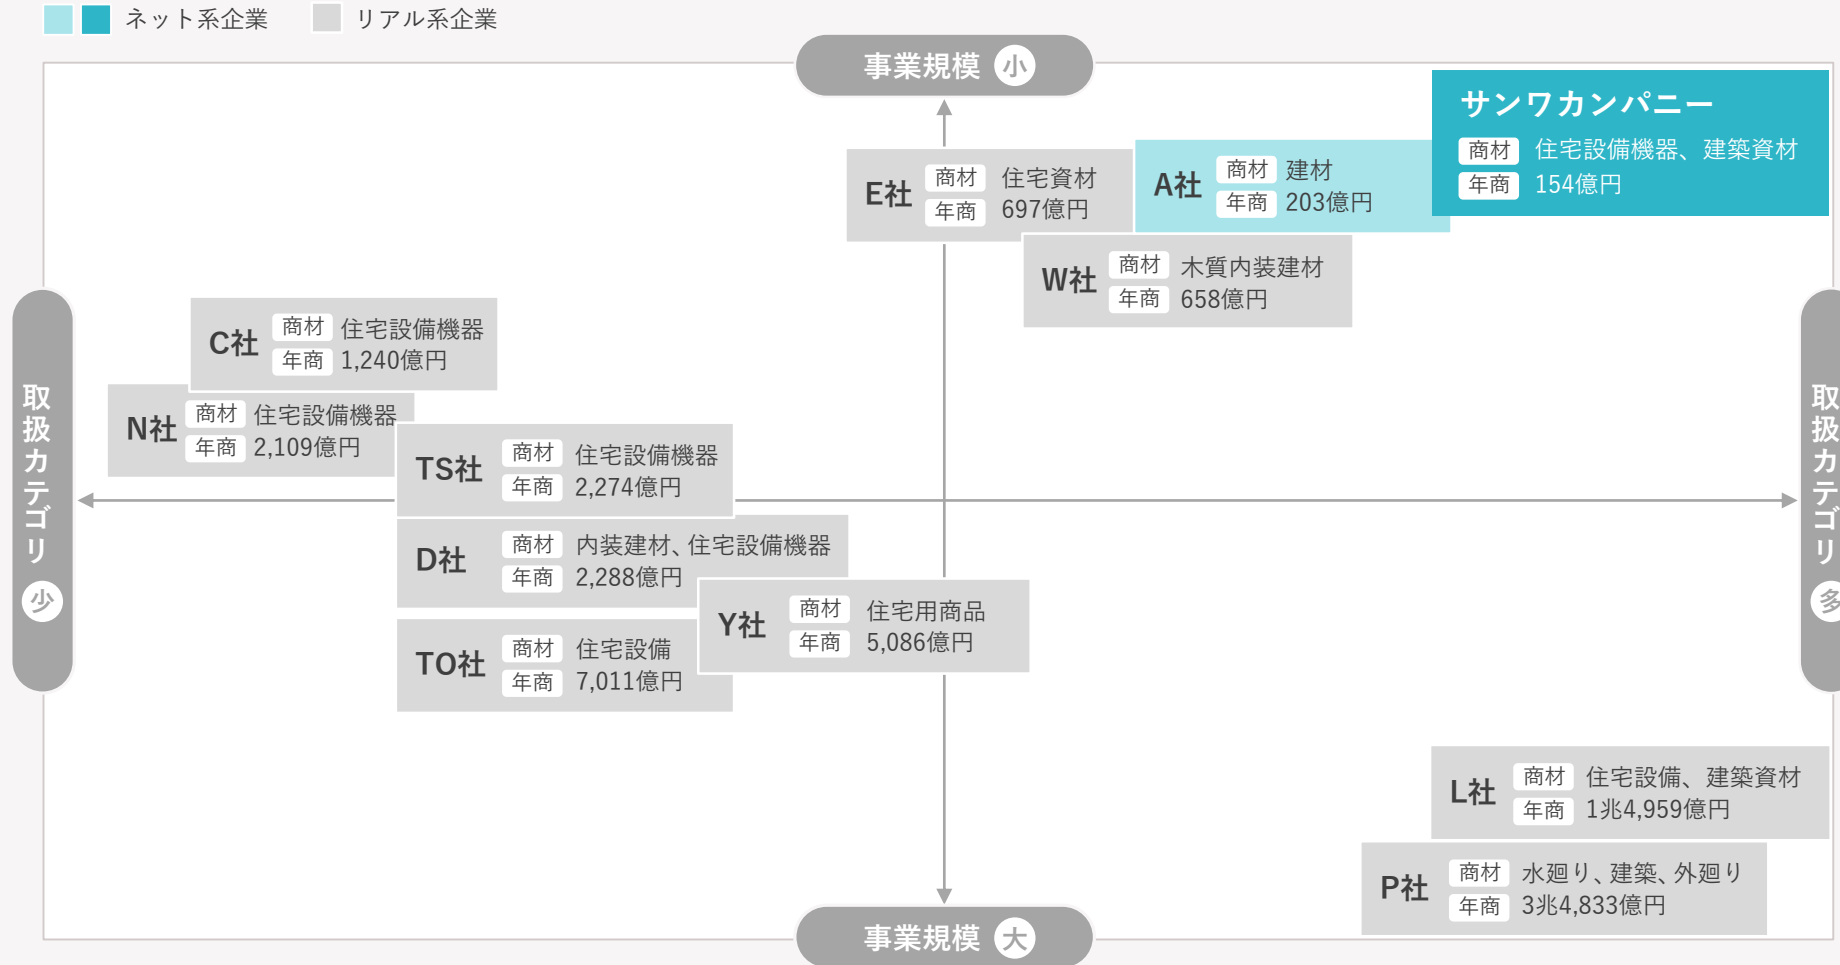 ネット系企業 リアル系企業
事業規模 小
サンワカンパニー
商材 住宅設備機器、建築資材
年商 154億円
E社
商材 住宅資材
年商 697億円
A社
商材 建材
年商 203億円
W社
商材 木質内装建材
年商 658億円
C社
商材 住宅設備機器
年商 1,240億円
N社
商材 住宅設備機器
年商 2,109億円
取扱カテゴリ 少
取扱カテゴリ 多
TS社
商材 住宅設備機器
年商 2,274億円
D社
商材 内装建材、住宅設備機器
年商 2,288億円
Y社
商材 住宅用商品
年商 5,086億円
TO社
商材 住宅設備
年商 7,011億円
L社
商材 住宅設備、建築資材
年商 1兆4,959億円
P社
商材 水廻り、建築、外廻り
年商 3兆4,833億円
事業規模 大